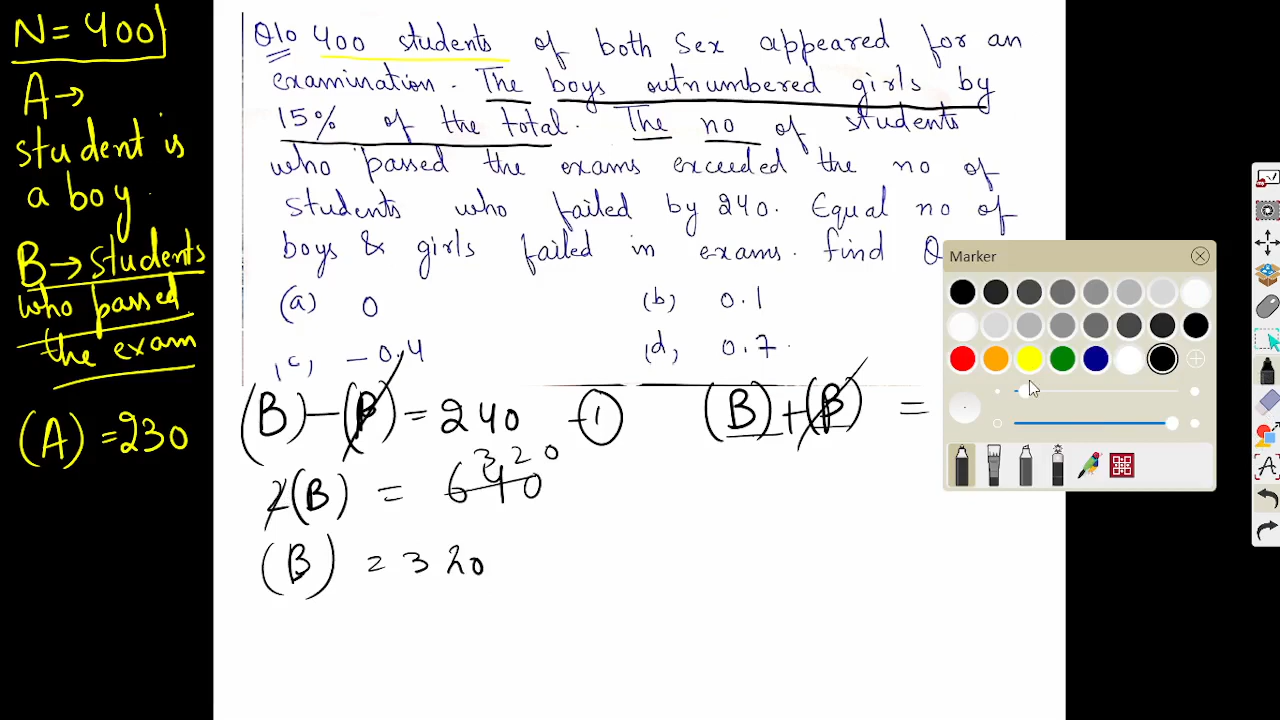 N = 400
A →
student is
a boy.
B → students
who passed
the exam
(A) = 230
Q10 400 students of both Sex appeared for an
examination. The boys outnumbered girls by
15% of the total. The no of students
who passed the exams exceeded the no of
students who failed by 240. Equal no of
boys & girls failed in exams. find Q
(a) 0 (b) 0.1
(c) - 0.4 (d) 0.7.
(B) - (β) = 240 - 1 (B) + (β) =
2(B) = 640 320
(B) = 320
Marker